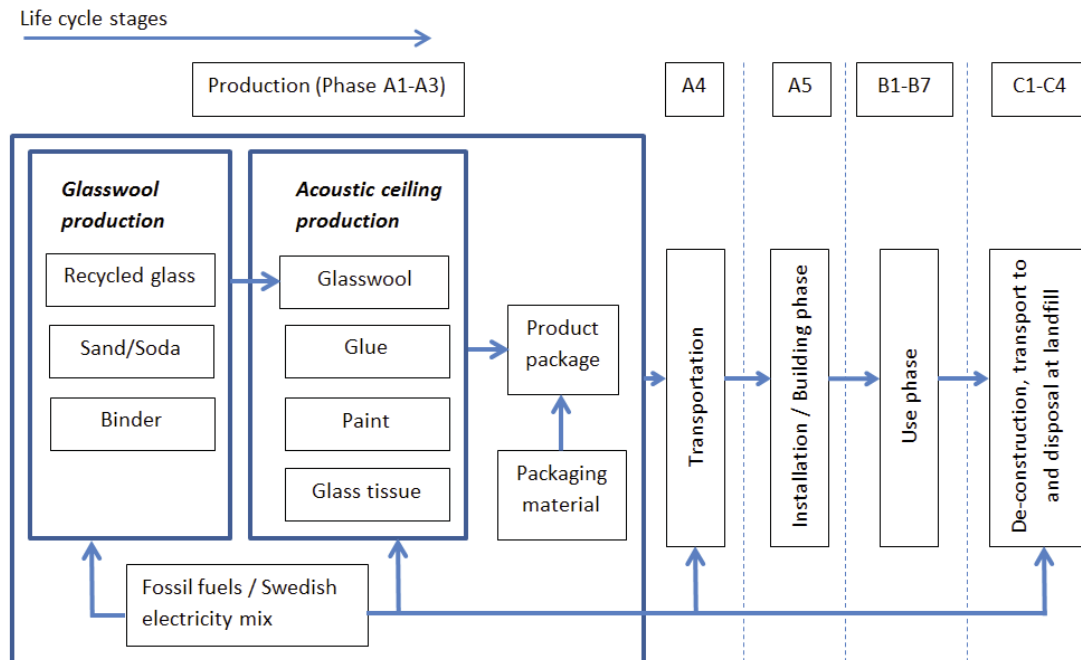 Life cycle stages
Production (Phase A1-A3)
A4
A5
B1-B7
C1-C4
Glasswool
production
Recycled glass
Sand/Soda
Binder
Acoustic ceiling
production
Glasswool
Glue
Paint
Glass tissue
Product
package
Packaging
material
Fossil fuels / Swedish
electricity mix
Transportation
Installation / Building phase
Use phase
De-construction, transport to
and disposal at landfill